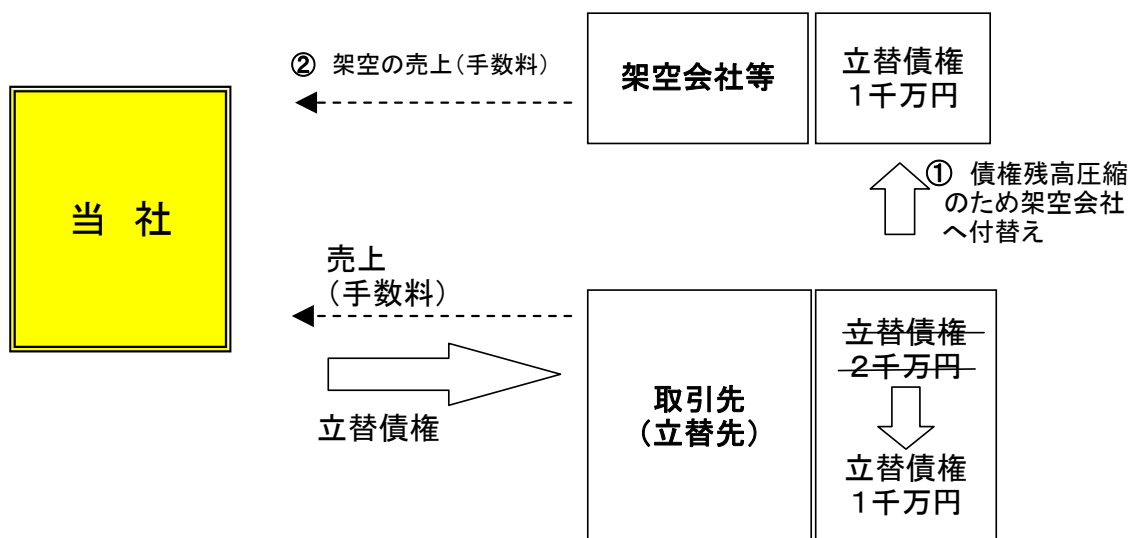 ② 架空の売上(手数料)
架空会社等
立替債権
1千万円
① 債権残高圧縮
のため架空会社
へ付替え
当 社
売上
(手数料)
立替債権
取引先
(立替先)
立替債権
2千万円
立替債権
1千万円